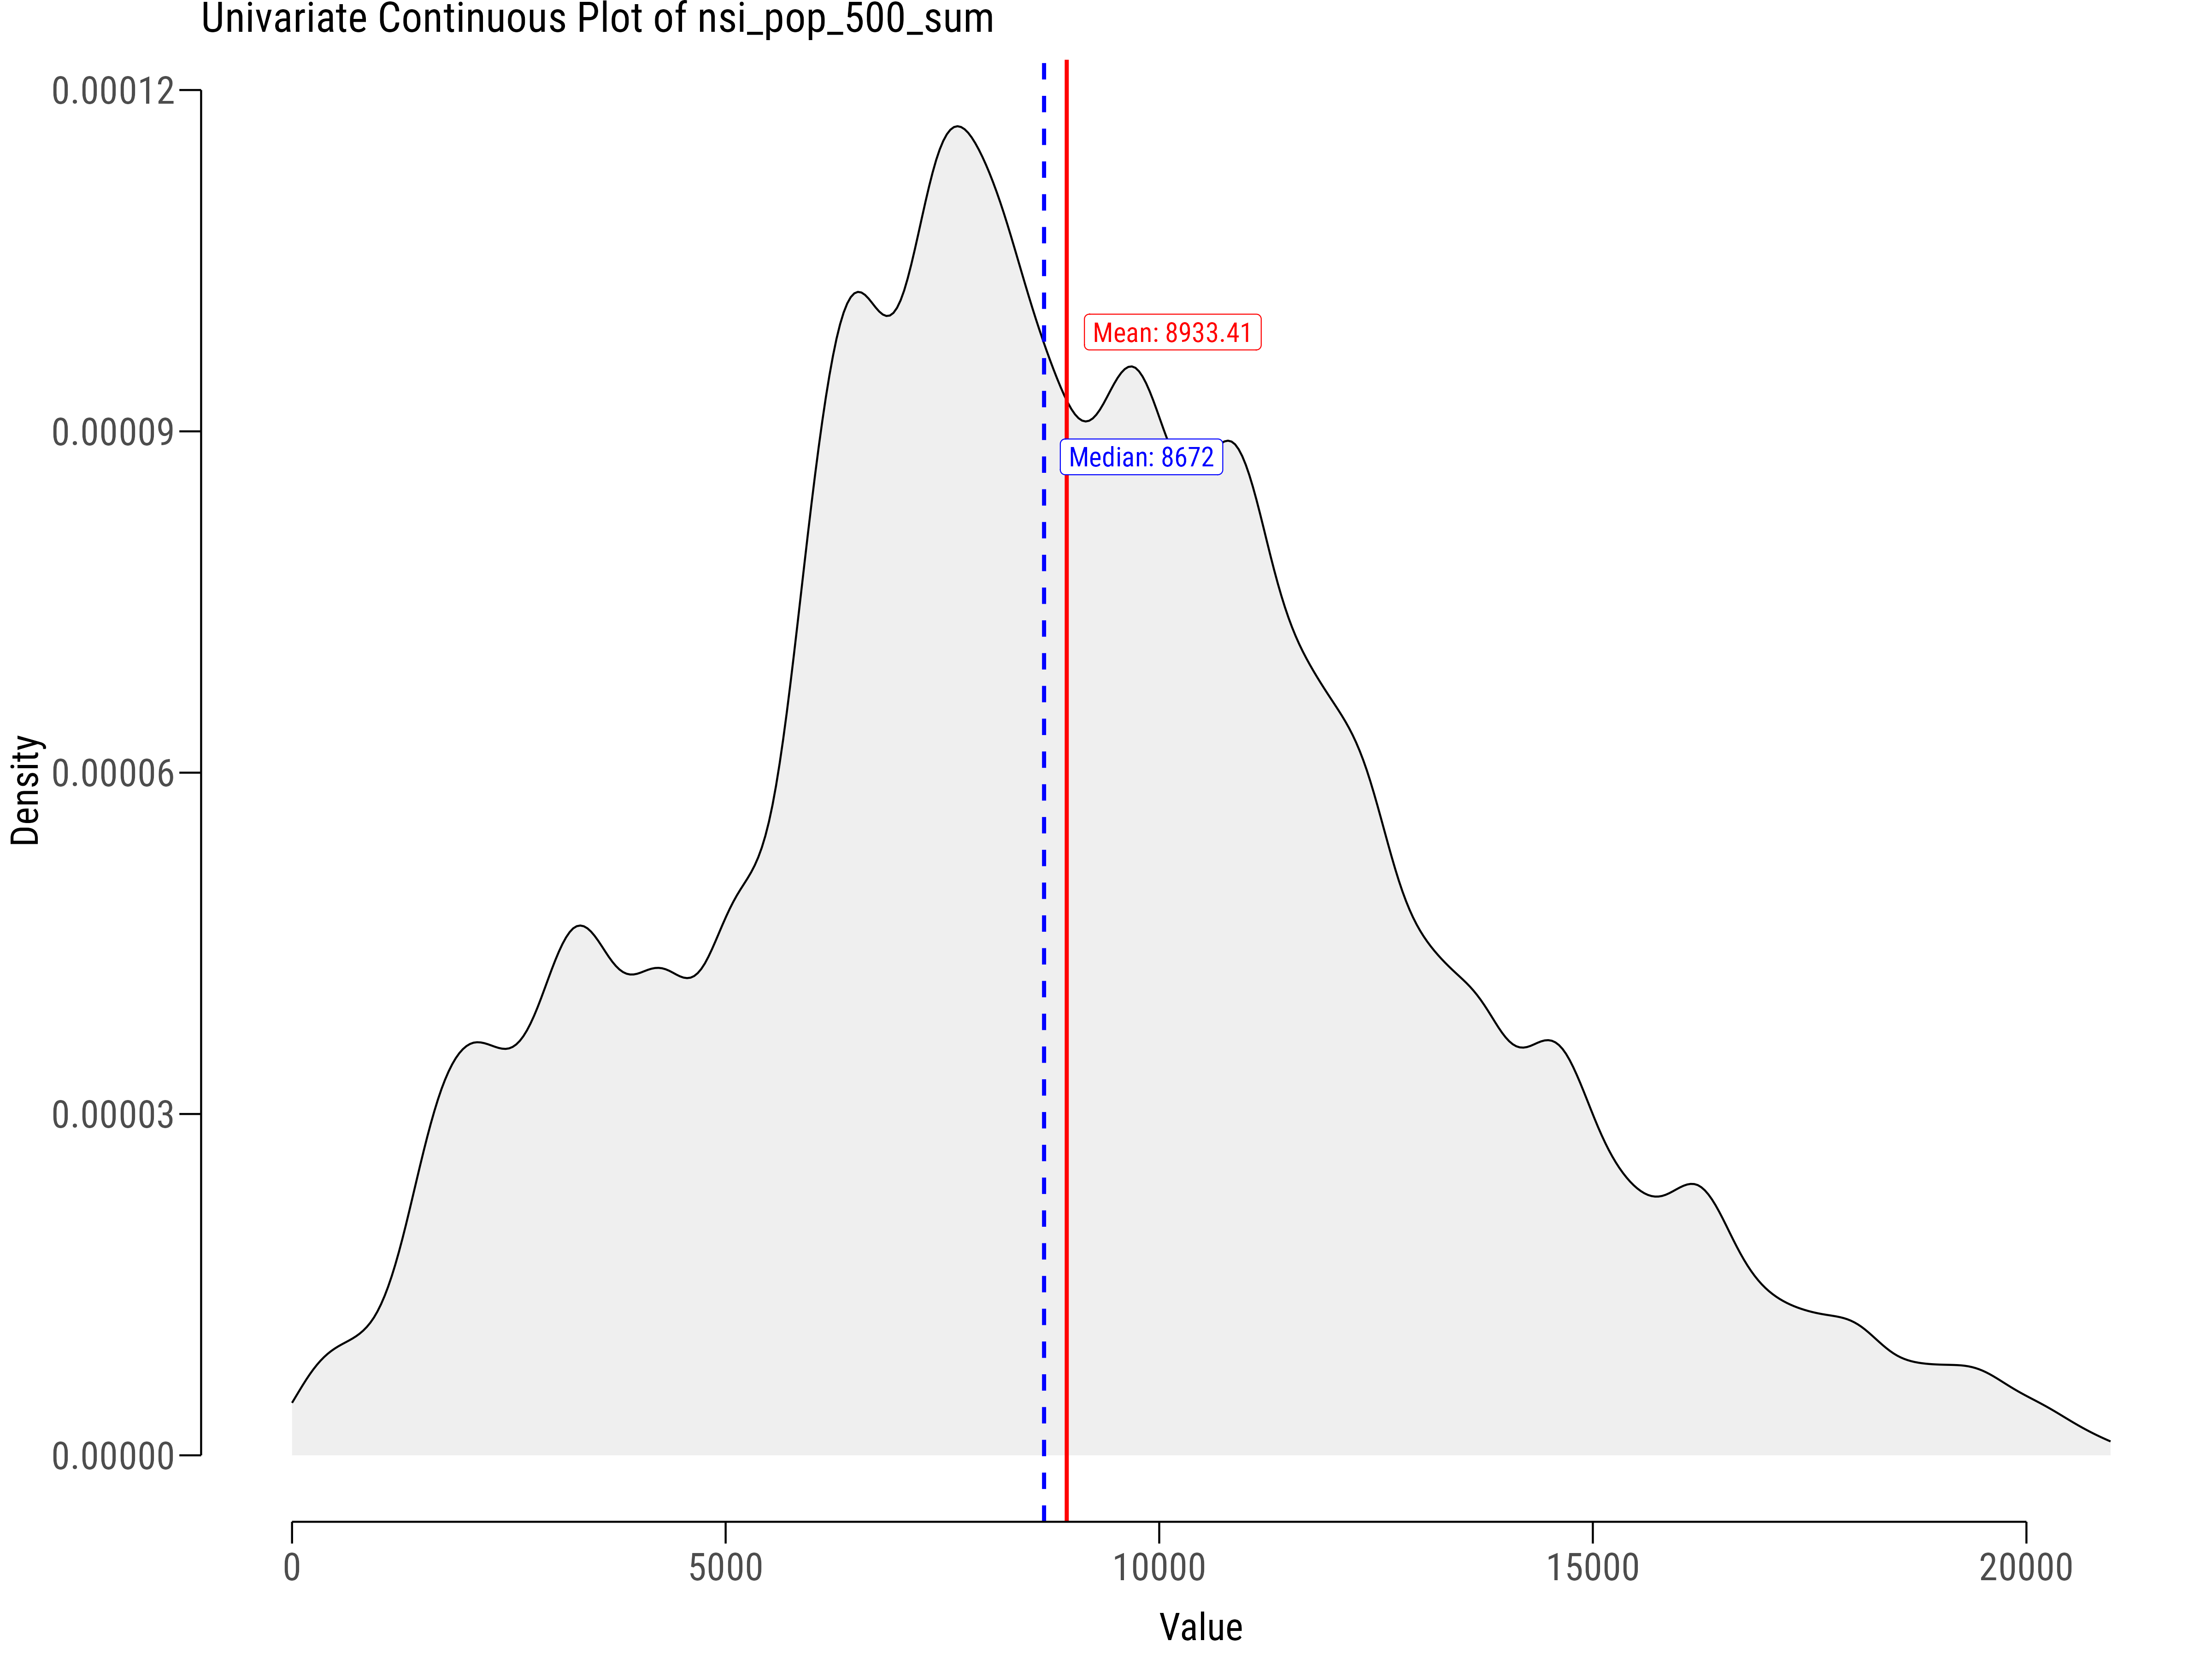 Univariate Continuous Plot of nsi_pop_500_sum
0.00012
0.00009
0.00006
0.00003
0.00000
Density
Mean: 8933.41
Median: 8672
0 5000 10000 15000 20000
Value